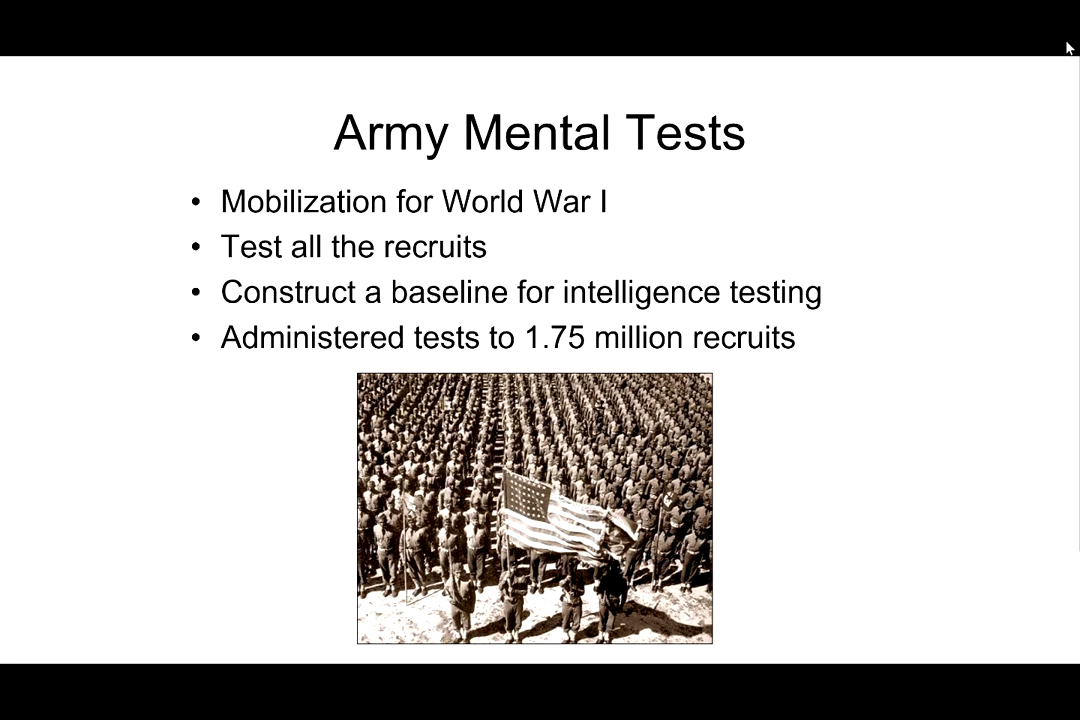 Army Mental Tests
• Mobilization for World War I
• Test all the recruits
• Construct a baseline for intelligence testing
• Administered tests to 1.75 million recruits